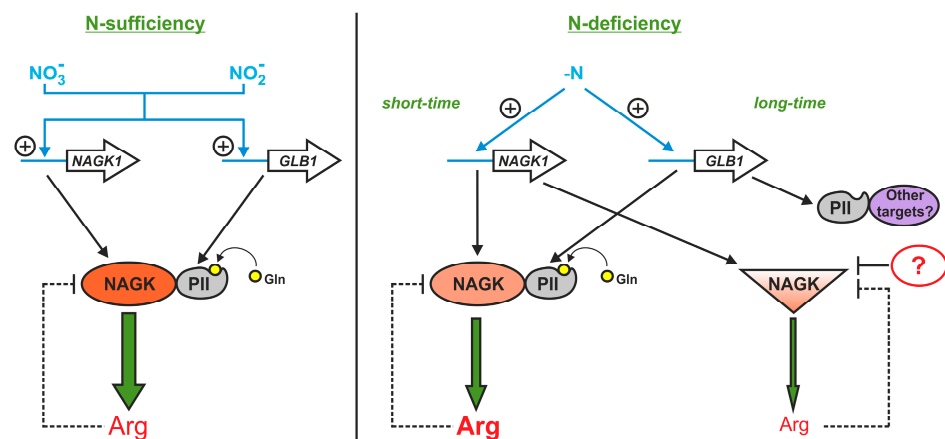 N-sufficiency
NO3-
NO2-
+
+
NAGK1
GLB1
NAGK
PII
Gln
Arg
N-deficiency
-N
short-time
long-time
+
+
NAGK1
GLB1
PII
Other
targets?
NAGK
PII
Gln
NAGK
?
Arg
Arg